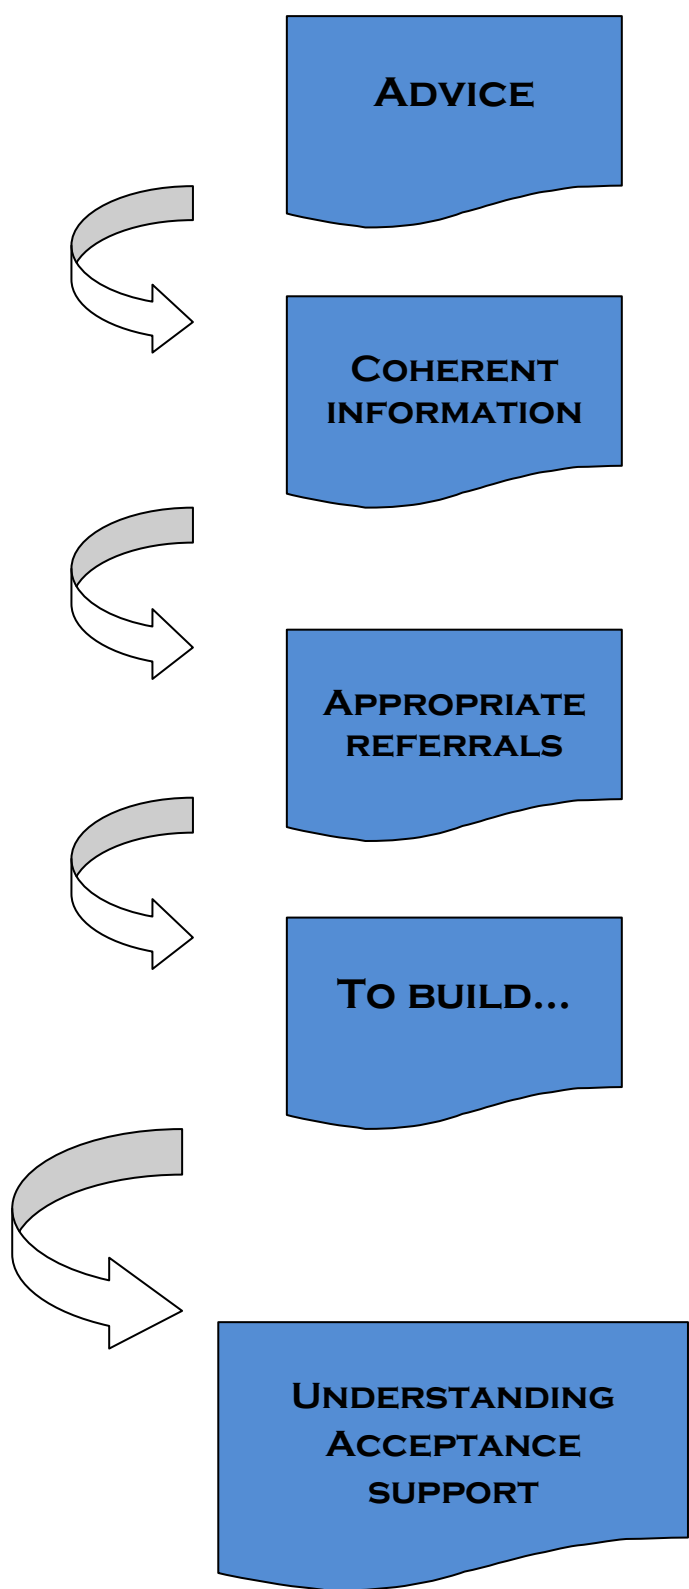 Advice
Coherent
information
Appropriate
referrals
To build...
Understanding
Acceptance
support